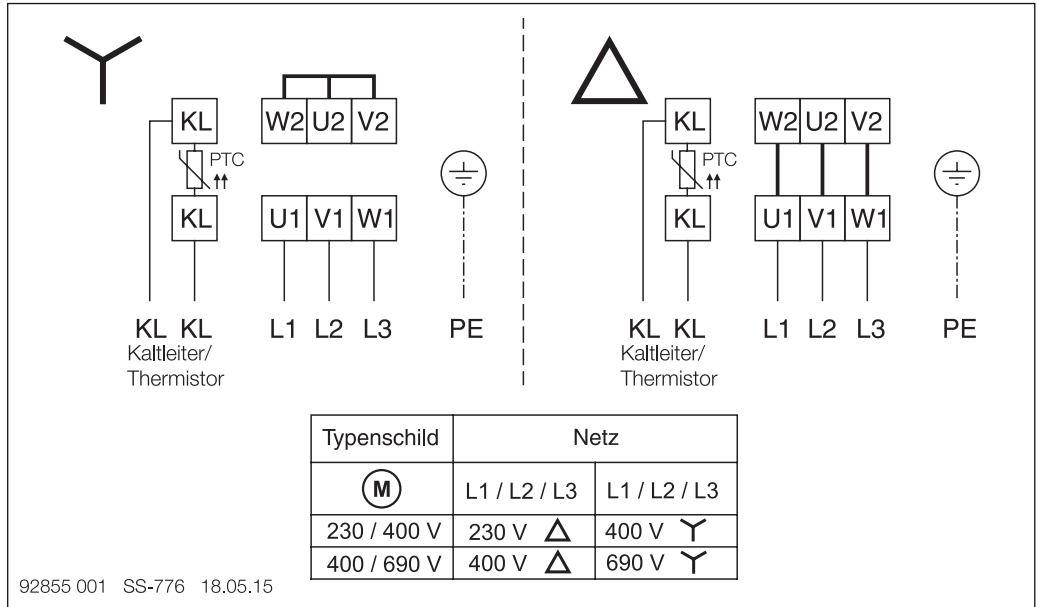 KL W2 U2 V2
PTC
KL U1 V1 W1
KL KL L1 L2 L3 PE
Kaltleiter/
Thermistor
KL W2 U2 V2
PTC
KL U1 V1 W1
KL KL L1 L2 L3 PE
Kaltleiter/
Thermistor
Typenschild Netz
M L1 / L2 / L3 L1 / L2 / L3
230 / 400 V 230 V 400 V
400 / 690 V 400 V 690 V
92855 001 SS-776 18.05.15